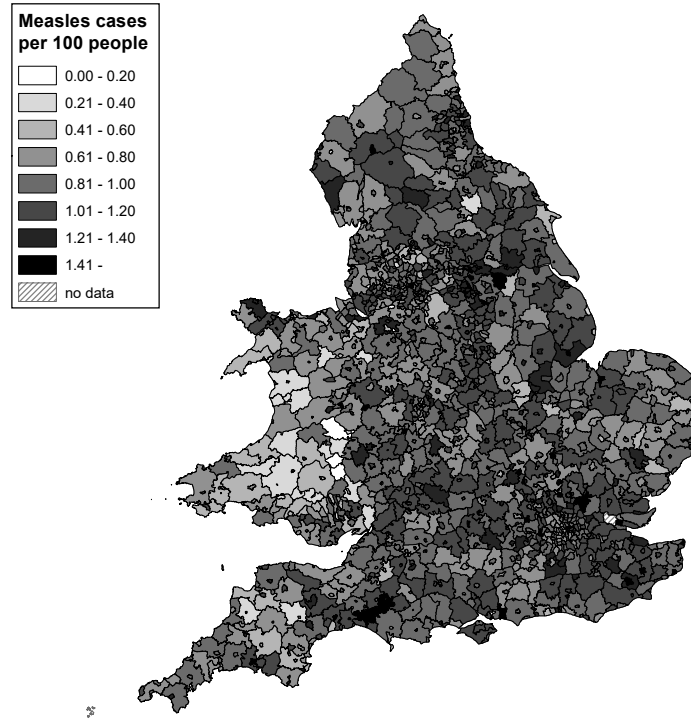 Measles cases
per 100 people
0.00 - 0.20
0.21 - 0.40
0.41 - 0.60
0.61 - 0.80
0.81 - 1.00
1.01 - 1.20
1.21 - 1.40
1.41 -
no data